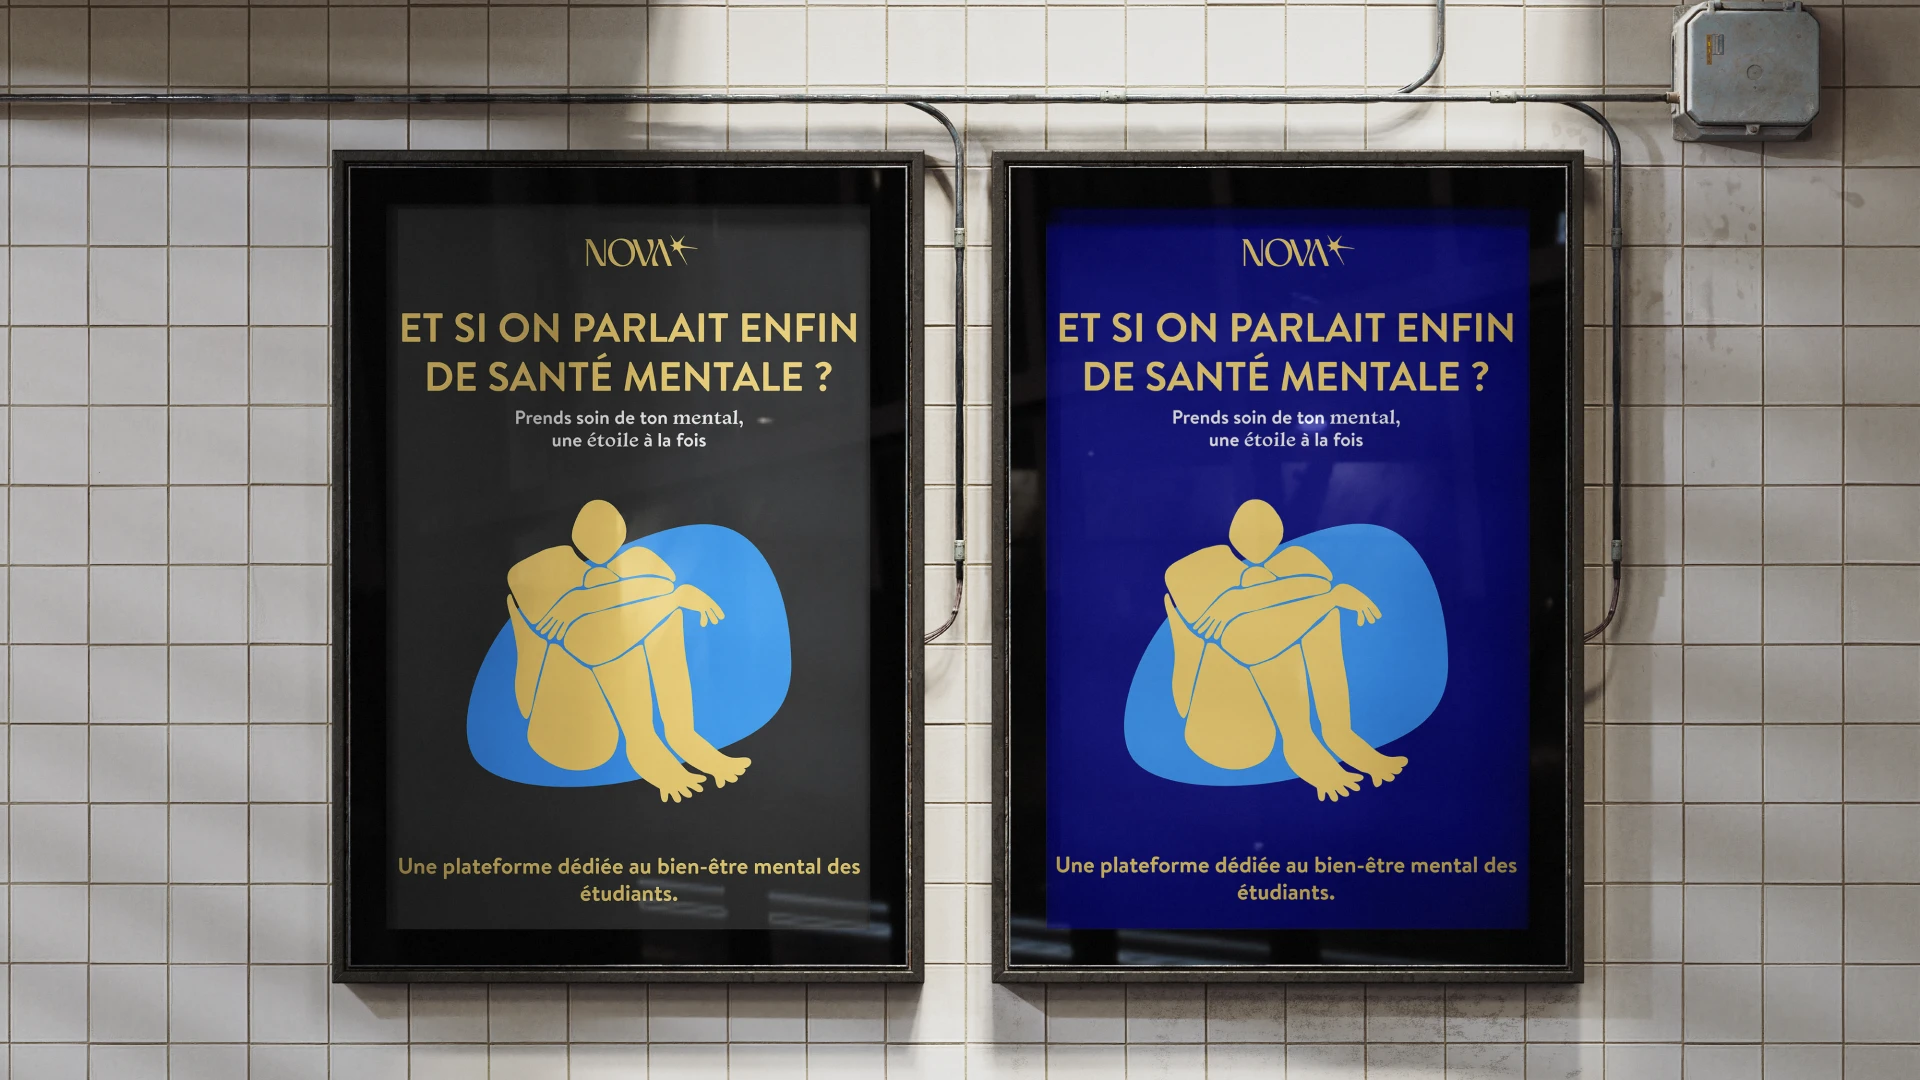 NOVA
ET SI ON PARLAIT ENFIN
DE SANTÉ MENTALE ?
Prends soin de ton mental,
une étoile à la fois
Une plateforme dédiée au bien-être mental des
étudiants.
NOVA
ET SI ON PARLAIT ENFIN
DE SANTÉ MENTALE ?
Prends soin de ton mental,
une étoile à la fois
Une plateforme dédiée au bien-être mental des
étudiants.